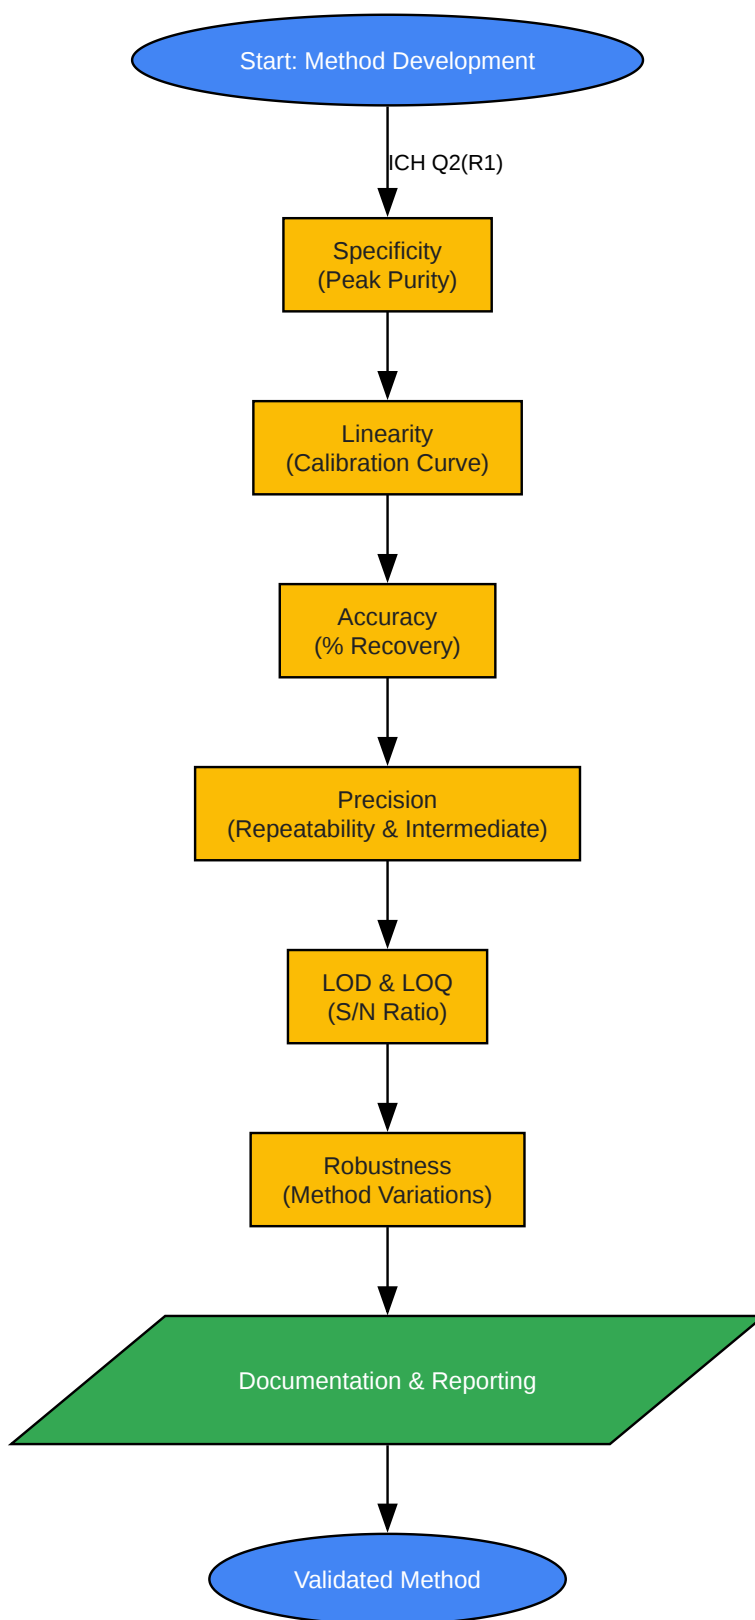 Start: Method Development
ICH Q2(R1)
Specificity
(Peak Purity)
Linearity
(Calibration Curve)
Accuracy
(% Recovery)
Precision
(Repeatability & Intermediate)
LOD & LOQ
(S/N Ratio)
Robustness
(Method Variations)
Documentation & Reporting
Validated Method